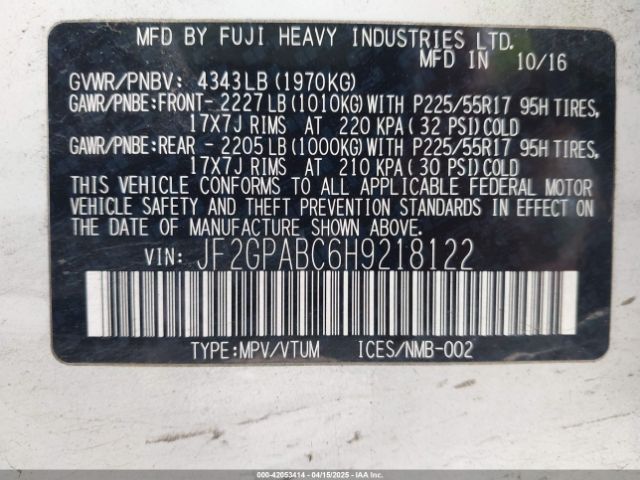 MFD BY FUJI HEAVY INDUSTRIES LTD.
MFD IN 10/16
GVWR/PNBV: 4343LB (1970KG)
GAWR/PNBE:FRONT- 2227LB(1010KG)WITH P225/55R17 95H TIRES,
17X7J RIMS AT 220 KPA( 32 PSI)COLD
GAWR/PNBE:REAR - 2205LB(1000KG)WITH P225/55R17 95H TIRES,
17X7J RIMS AT 210 KPA( 30 PSI)COLD
THIS VEHICLE CONFORMS TO ALL APPLICABLE FEDERAL MOTOR
VEHICLE SAFETY AND THEFT PREVENTION STANDARDS IN EFFECT ON
THE DATE OF MANUFACTURE SHOWN ABOVE.
VIN: JF2GPABC6H9218122
TYPE:MPV/VTUM ICES/NMB-002
000-42053414 - 04/15/2025 - IAA Inc. Copyright ©